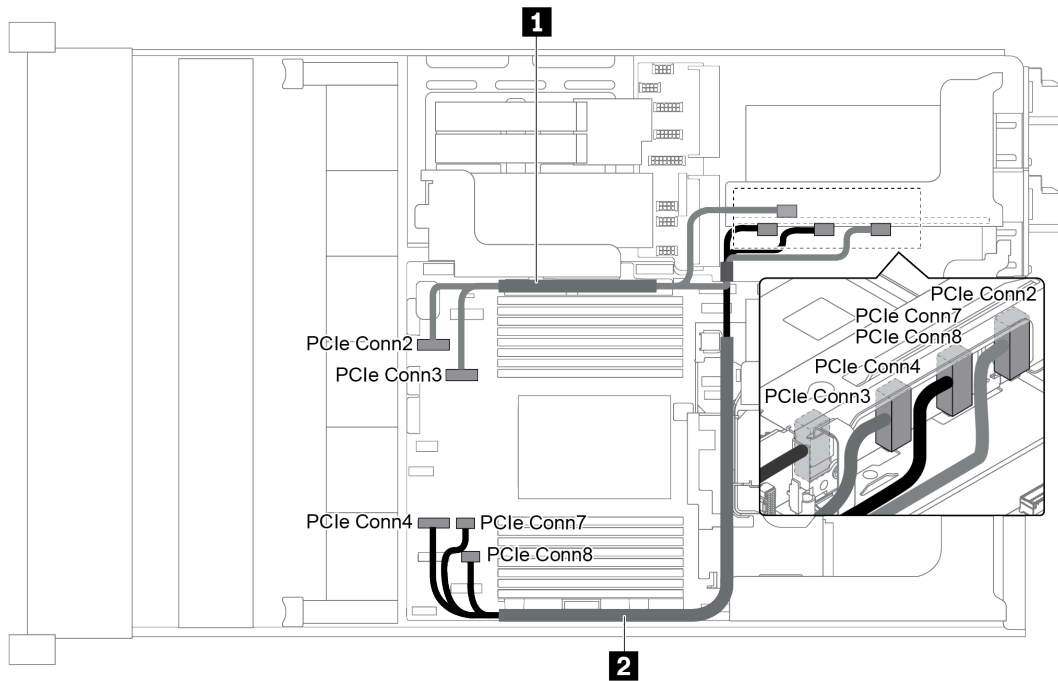 1
PCIe Conn2
PCIe Conn7
PCIe Conn8
PCIe Conn4
PCIe Conn3
PCIe Conn2
PCIe Conn3
PCIe Conn4
PCIe Conn7
PCIe Conn8
2